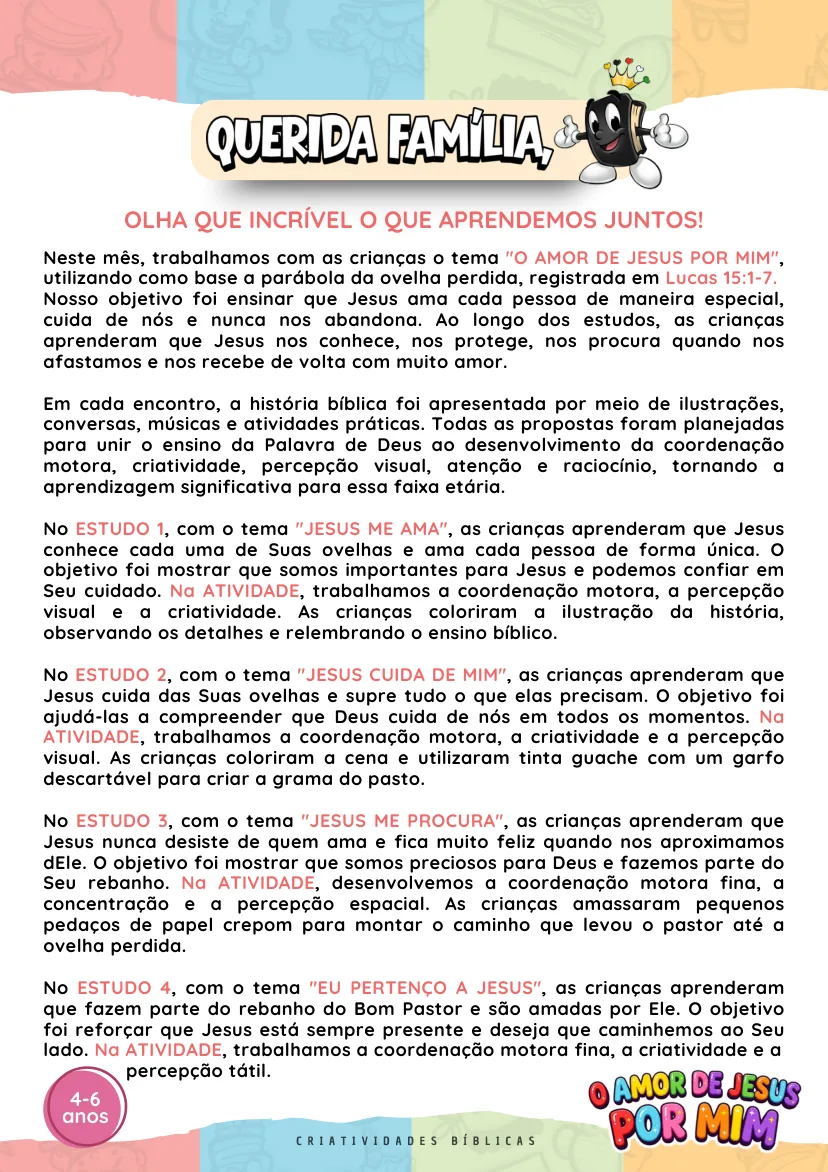 QUERIDA FAMÍLIA,
OLHA QUE INCRÍVEL O QUE APRENDEMOS JUNTOS!
Neste mês, trabalhamos com as crianças o tema "O AMOR DE JESUS POR MIM",
utilizando como base a parábola da ovelha perdida, registrada em Lucas 15:1-7.
Nosso objetivo foi ensinar que Jesus ama cada pessoa de maneira especial,
cuida de nós e nunca nos abandona. Ao longo dos estudos, as crianças
aprenderam que Jesus nos conhece, nos protege, nos procura quando nos
afastamos e nos recebe de volta com muito amor.
Em cada encontro, a história bíblica foi apresentada por meio de ilustrações,
conversas, músicas e atividades práticas. Todas as propostas foram planejadas
para unir o ensino da Palavra de Deus ao desenvolvimento da coordenação
motora, criatividade, percepção visual, atenção e raciocínio, tornando a
aprendizagem significativa para essa faixa etária.
No ESTUDO 1, com o tema "JESUS ME AMA", as crianças aprenderam que Jesus
conhece cada uma de Suas ovelhas e ama cada pessoa de forma única. O
objetivo foi mostrar que somos importantes para Jesus e podemos confiar em
Seu cuidado. Na ATIVIDADE, trabalhamos a coordenação motora, a percepção
visual e a criatividade. As crianças coloriram a ilustração da história,
observando os detalhes e relembrando o ensino bíblico.
No ESTUDO 2, com o tema "JESUS CUIDA DE MIM", as crianças aprenderam que
Jesus cuida das Suas ovelhas e supre tudo o que elas precisam. O objetivo foi
ajudá-las a compreender que Deus cuida de nós em todos os momentos. Na
ATIVIDADE, trabalhamos a coordenação motora, a criatividade e a percepção
visual. As crianças coloriram a cena e utilizaram tinta guache com um garfo
descartável para criar a grama do pasto.
No ESTUDO 3, com o tema "JESUS ME PROCURA", as crianças aprenderam que
Jesus nunca desiste de quem ama e fica muito feliz quando nos aproximamos
dEle. O objetivo foi mostrar que somos preciosos para Deus e fazemos parte do
Seu rebanho. Na ATIVIDADE, desenvolvemos a coordenação motora fina, a
concentração e a percepção espacial. As crianças amassaram pequenos
pedaços de papel crepom para montar o caminho que levou o pastor até a
ovelha perdida.
No ESTUDO 4, com o tema "EU PERTENÇO A JESUS", as crianças aprenderam
que fazem parte do rebanho do Bom Pastor e são amadas por Ele. O objetivo
foi reforçar que Jesus está sempre presente e deseja que caminhemos ao Seu
lado. Na ATIVIDADE, trabalhamos a coordenação motora fina, a criatividade e a
percepção tátil.
4-6
anos
O AMOR DE JESUS
POR MIM
CRIATIVIDADES BÍBLICAS